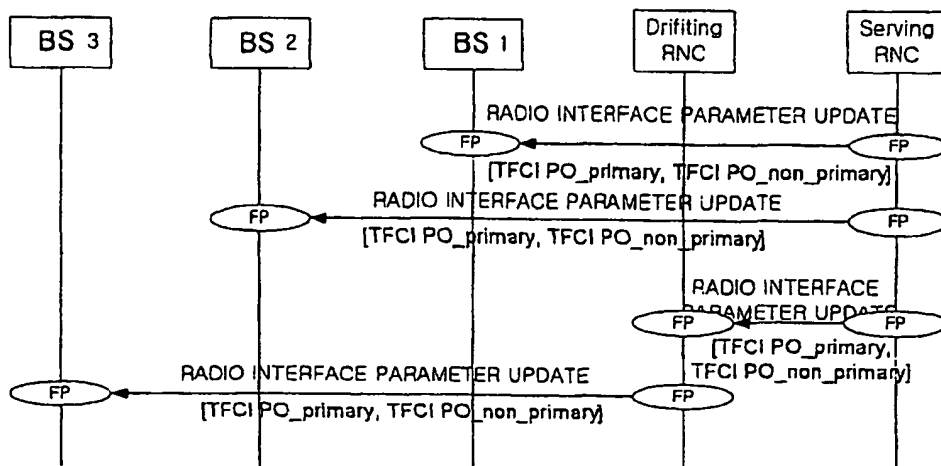 BS 3
BS 2
BS 1
Drifiting
RNC
Serving
RNC
RADIO INTERFACE PARAMETER UPDATE
FP
FP
[TFCI PO_primary, TFCI PO_non_primary]
RADIO INTERFACE PARAMETER UPDATE
FP
FP
[TFCI PO_primary, TFCI PO_non_primary]
RADIO INTERFACE
PARAMETER UPDATE
FP
FP
[TFCI PO_primary,
TFCI PO_non_primary]
RADIO INTERFACE PARAMETER UPDATE
FP
FP
[TFCI PO_primary, TFCI PO_non_primary]